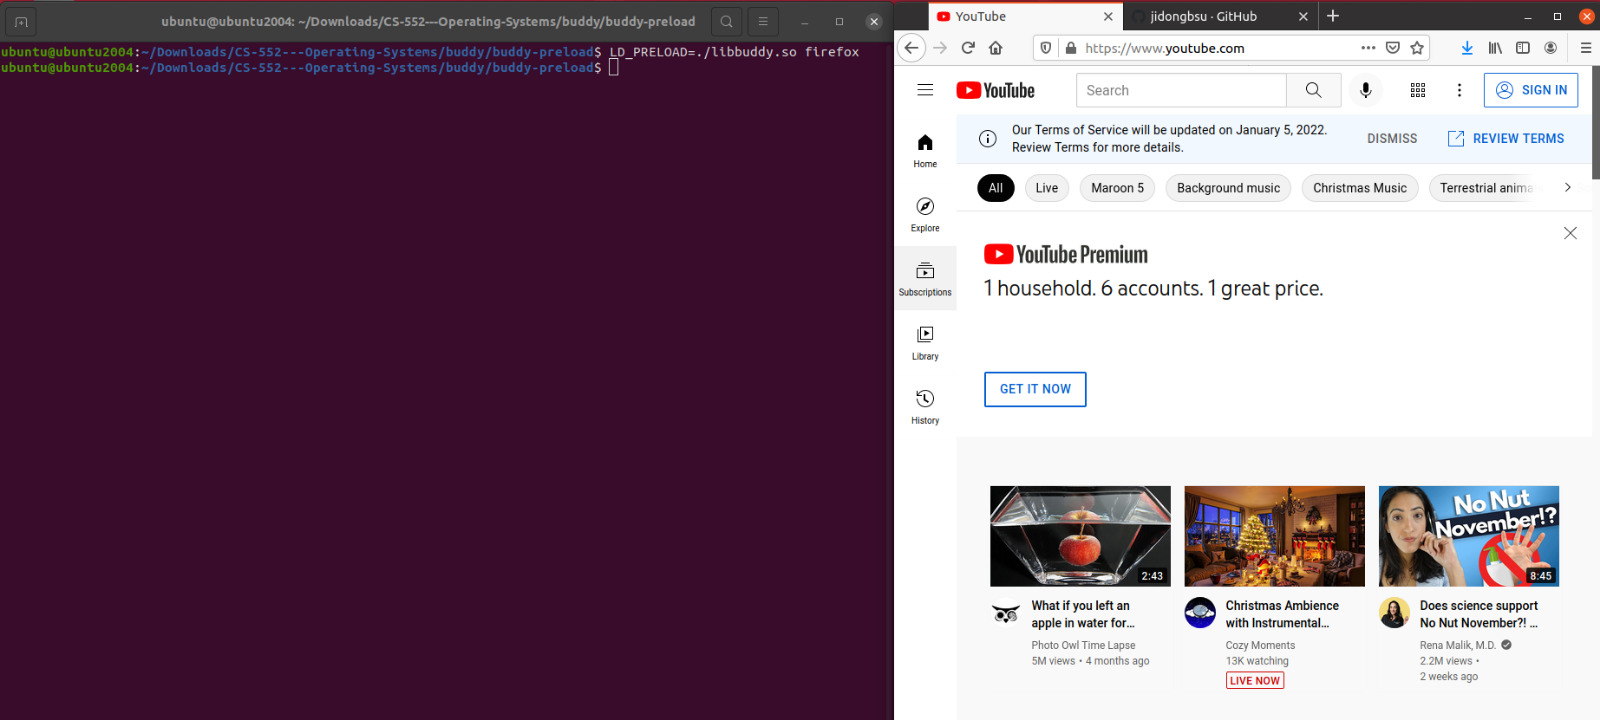 ubuntu@ubuntu2004: ~/Downloads/CS-552---Operating-Systems/buddy/buddy-preload
ubuntu@ubuntu2004:~/Downloads/CS-552---Operating-Systems/buddy/buddy-preload$ LD_PRELOAD=./libbuddy.so firefox
ubuntu@ubuntu2004:~/Downloads/CS-552---Operating-Systems/buddy/buddy-preload$
YouTube
jidongbsu · GitHub
https://www.youtube.com
YouTube
Search
SIGN IN
Our Terms of Service will be updated on January 5, 2022.
Review Terms for more details.
DISMISS
REVIEW TERMS
Home
Explore
Subscriptions
Library
History
All
Live
Maroon 5
Background music
Christmas Music
Terrestrial anima
YouTube Premium
1 household. 6 accounts. 1 great price.
GET IT NOW
2:43
What if you left an
apple in water for...
Photo Owl Time Lapse
5M views • 4 months ago
Christmas Ambience
with Instrumental...
Cozy Moments
13K watching
LIVE NOW
No Nut
November!?
8:45
Does science support
No Nut November?! ...
Rena Malik, M.D.
2.2M views •
2 weeks ago